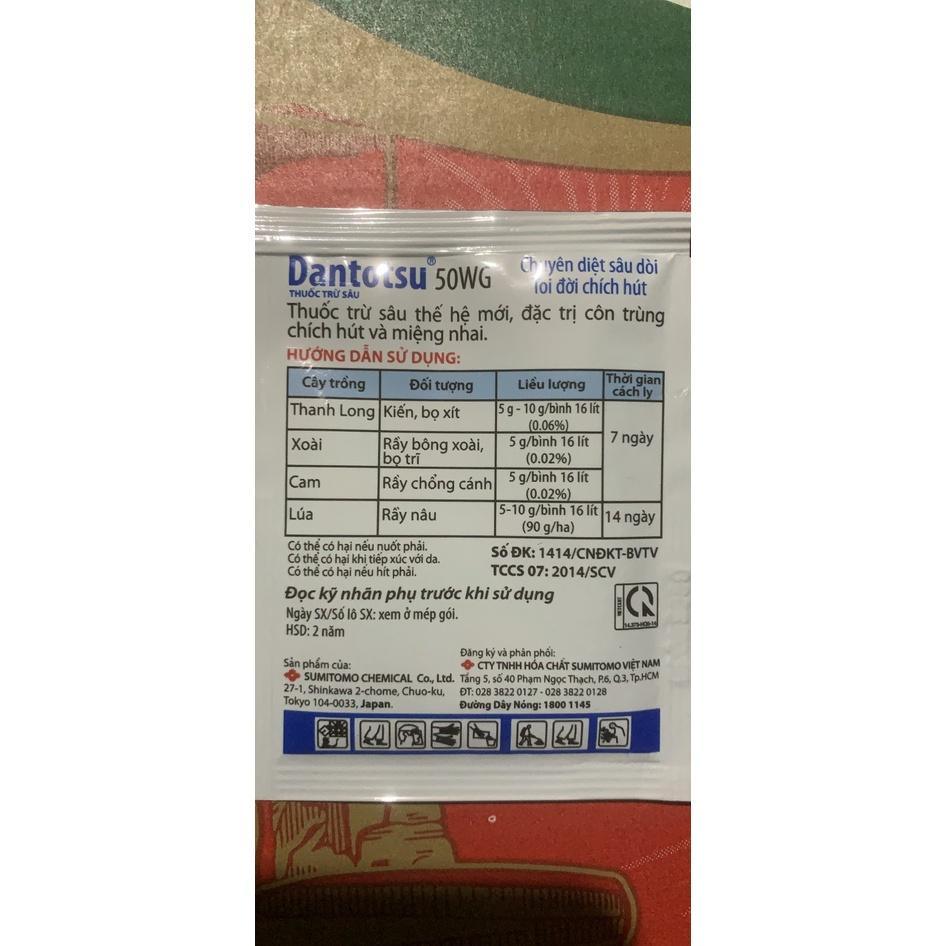 Dantotsu® 50WG
THUỐC TRỪ SÂU
Chuyên diệt sâu dòi
loi đời chích hút
Thuốc trừ sâu thế hệ mới, đặc trị côn trùng
chích hút và miệng nhai.
HƯỚNG DẪN SỬ DỤNG:
Cây trồng Đối tượng Liều lượng Thời gian cách ly
Thanh Long Kiến, bọ xít 5 g - 10 g/bình 16 lít (0.06%) 7 ngày
Xoài Rầy bông xoài, bọ trĩ 5 g/bình 16 lít (0.02%)
Cam Rầy chổng cánh 5 g/bình 16 lít (0.02%)
Lúa Rầy nâu 5-10 g/bình 16 lít (90 g/ha) 14 ngày
Có thể có hại nếu nuốt phải.
Có thể có hại khi tiếp xúc với da.
Có thể có hại nếu hít phải.
Số ĐK: 1414/CNĐKT-BVTV
TCCS 07: 2014/SCV
Đọc kỹ nhãn phụ trước khi sử dụng
Ngày SX/Số lô SX: xem ở mép gói.
HSD: 2 năm
Sản phẩm của:
SUMITOMO CHEMICAL Co., Ltd.
27-1, Shinkawa 2-chome, Chuo-ku,
Tokyo 104-0033, Japan.
Đăng ký và phân phối:
CTY TNHH HÓA CHẤT SUMITOMO VIỆT NAM
Tầng 5, số 40 Phạm Ngọc Thạch, P.6, Q.3, Tp.HCM
ĐT: 028 3822 0127 - 028 3822 0128
Đường Dây Nóng: 1800 1145